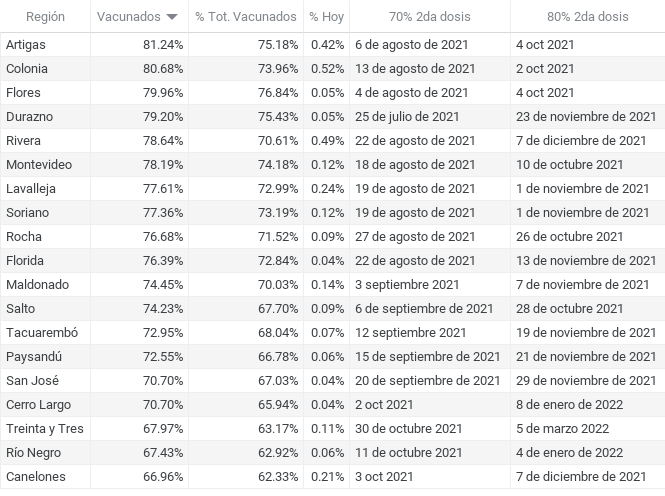 Región Vacunados % Tot. Vacunados % Hoy 70% 2da dosis 80% 2da dosis
Artigas 81.24% 75.18% 0.42% 6 de agosto de 2021 4 oct 2021
Colonia 80.68% 73.96% 0.52% 13 de agosto de 2021 2 oct 2021
Flores 79.96% 76.84% 0.05% 4 de agosto de 2021 4 oct 2021
Durazno 79.20% 75.43% 0.05% 25 de julio de 2021 23 de noviembre de 2021
Rivera 78.64% 70.61% 0.49% 22 de agosto de 2021 7 de diciembre de 2021
Montevideo 78.19% 74.18% 0.12% 18 de agosto de 2021 10 de octubre de 2021
Lavalleja 77.61% 72.99% 0.24% 19 de agosto de 2021 1 de noviembre de 2021
Soriano 77.36% 73.19% 0.12% 19 de agosto de 2021 1 de noviembre de 2021
Rocha 76.68% 71.52% 0.09% 27 de agosto de 2021 26 de octubre de 2021
Florida 76.39% 72.84% 0.04% 22 de agosto de 2021 13 de noviembre de 2021
Maldonado 74.45% 70.03% 0.14% 3 septiembre 2021 7 de noviembre de 2021
Salto 74.23% 67.70% 0.09% 6 de septiembre de 2021 28 de octubre de 2021
Tacuarembó 72.95% 68.04% 0.07% 12 septiembre 2021 19 de noviembre de 2021
Paysandú 72.55% 66.78% 0.06% 15 de septiembre de 2021 21 de noviembre de 2021
San José 70.70% 67.03% 0.04% 20 de septiembre de 2021 29 de noviembre de 2021
Cerro Largo 70.70% 65.94% 0.04% 2 oct 2021 8 de enero de 2022
Treinta y Tres 67.97% 63.17% 0.11% 30 de octubre de 2021 5 de marzo de 2022
Río Negro 67.43% 62.92% 0.06% 11 de octubre de 2021 4 de enero de 2022
Canelones 66.96% 62.33% 0.21% 3 oct 2021 7 de diciembre de 2021